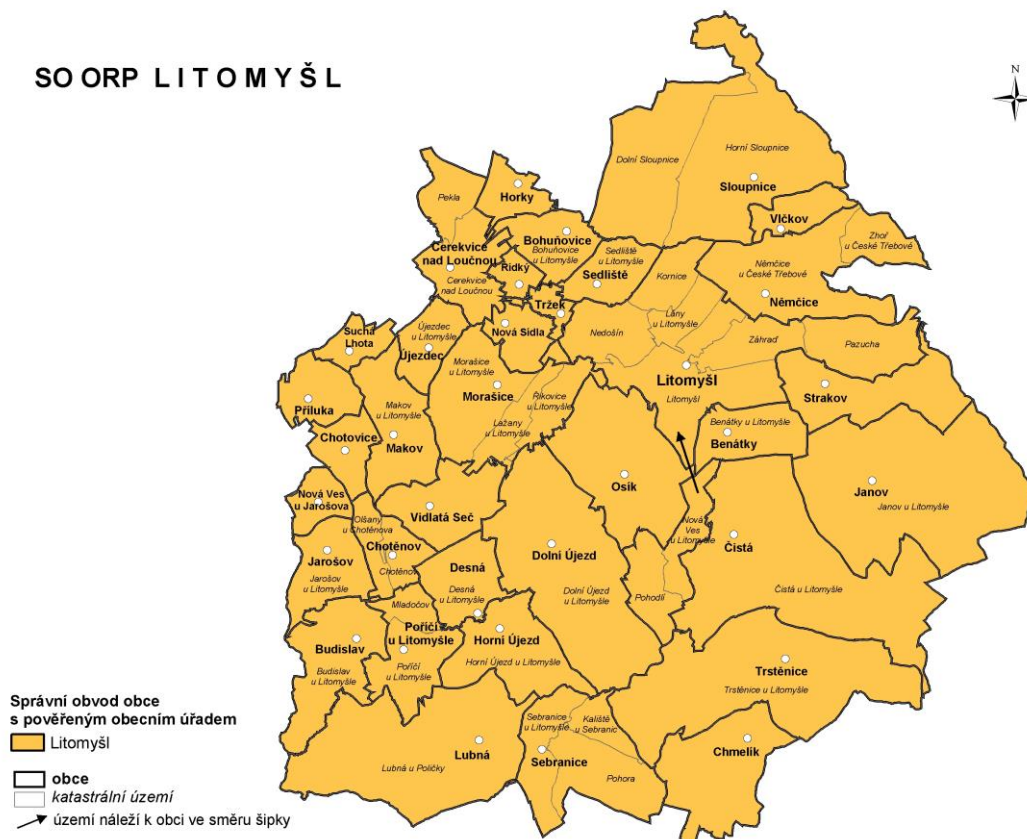 SO ORP LITOMYŠL
N
Dolní Sloupnice
Horní Sloupnice
Sloupnice
Pekla
Horky
Vlčkov
Zhoř
u České Třebové
Cerekvice
nad Loučnou
Cerekvice
nad Loučnou
Bohuňovice
Bohuňovice
u Litomyšle
Řídký
Sedliště
u Litomyšle
Sedliště
Kornice
Němčice
u České Třebové
Němčice
Tržek
Nová Sídla
Nedošín
Lány
u Litomyšle
Záhraď
Pazucha
Suchá
Lhota
Újezdec
u Litomyšle
Újezdec
Morašice
u Litomyšle
Morašice
Říkovice
u Litomyšle
Lažany
u Litomyšle
Litomyšl
Litomyšl
Strakov
Příluka
Makov
u Litomyšle
Makov
Chotovice
Benátky u Litomyšle
Benátky
Osík
Janov
Janov u Litomyšle
Nová Ves
u Jarošova
Vidlatá Seč
Olšany
u Chotěnova
Chotěnov
Chotěnov
Nová
Ves
u Litomyšle
Čistá
Čistá u Litomyšle
Jarošov
Jarošov
u Litomyšle
Desná
Desná
u Litomyšle
Dolní Újezd
Dolní Újezd
u Litomyšle
Pohodlí
Mladočov
Poříčí
u Litomyšle
Poříčí
u Litomyšle
Budislav
Budislav
u Litomyšle
Horní Újezd
Horní Újezd u Litomyšle
Trstěnice
Trstěnice u Litomyšle
Lubná
Lubná u Poličky
Sebranice
u Litomyšle
Kaliště
u Sebranic
Sebranice
Pohora
Chmelík
Správní obvod obce
s pověřeným obecním úřadem
Litomyšl
obce
katastrální území
území náleží k obci ve směru šipky